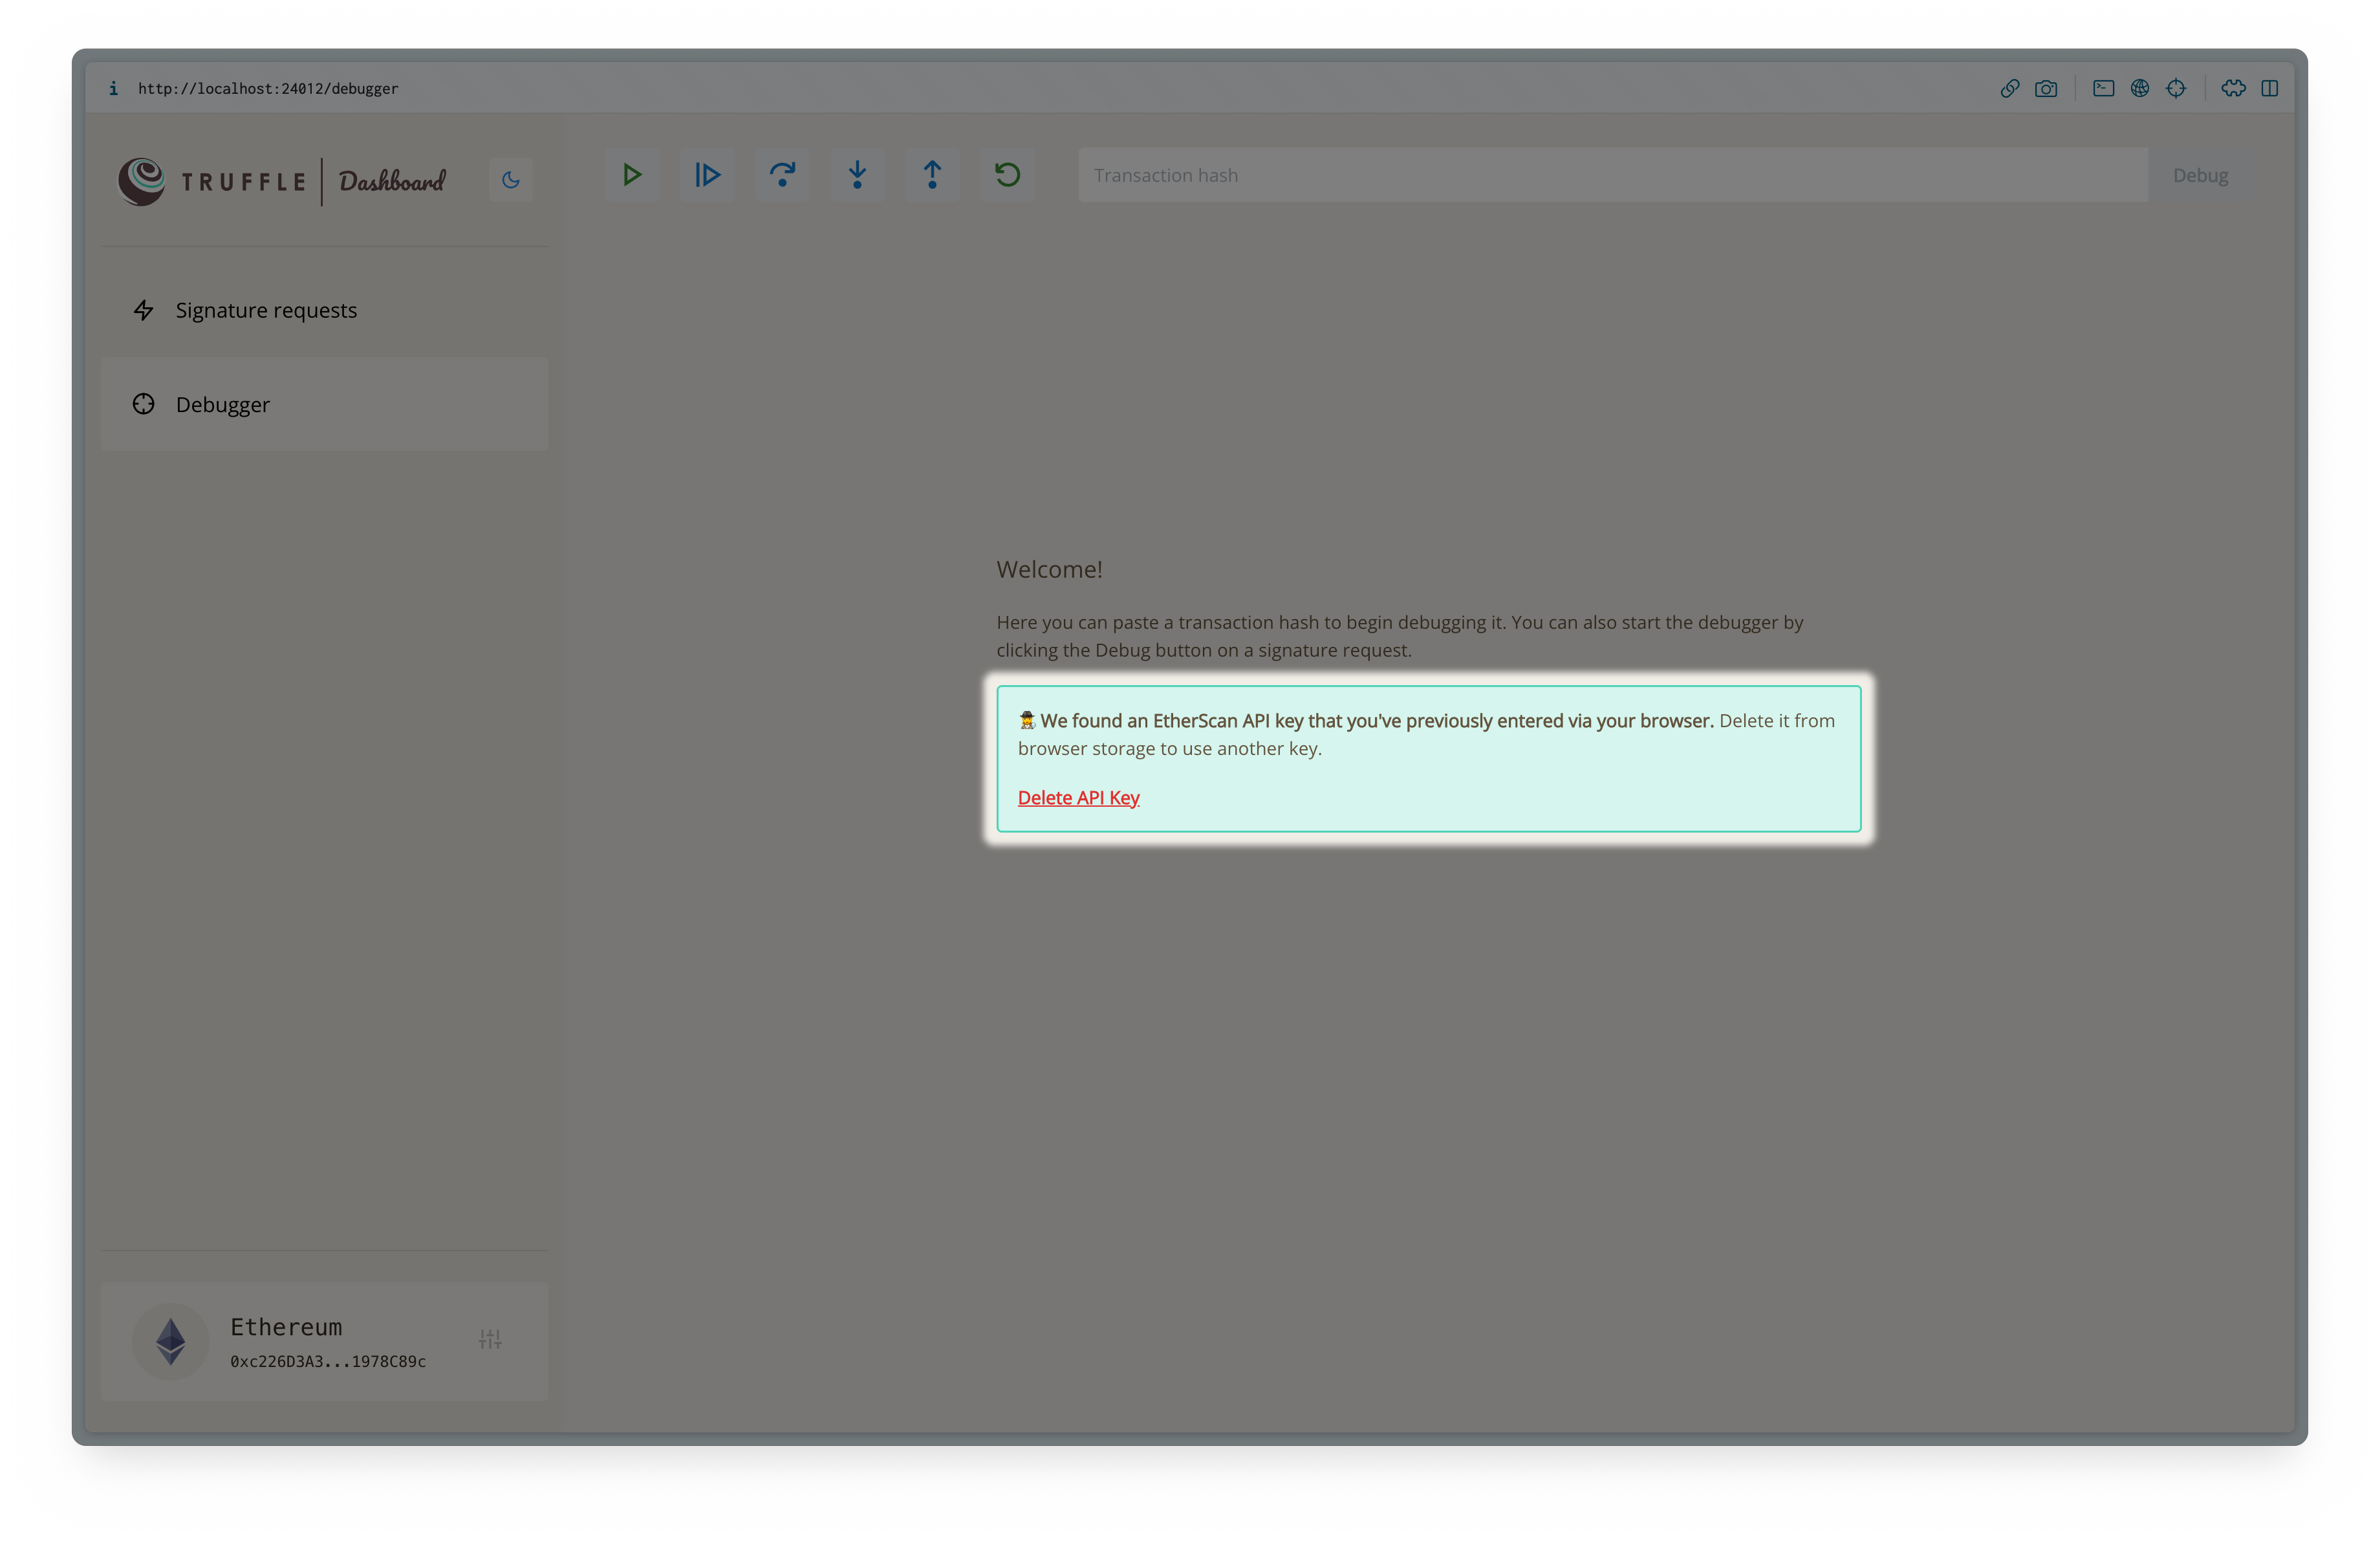 http://localhost:24012/debugger
TRUFFLE | Dashboard
Transaction hash
Debug
Signature requests
Debugger
Welcome!
Here you can paste a transaction hash to begin debugging it. You can also start the debugger by
clicking the Debug button on a signature request.
We found an EtherScan API key that you've previously entered via your browser. Delete it from
browser storage to use another key.
Delete API Key
Ethereum
0xc226D3A3...1978C89c